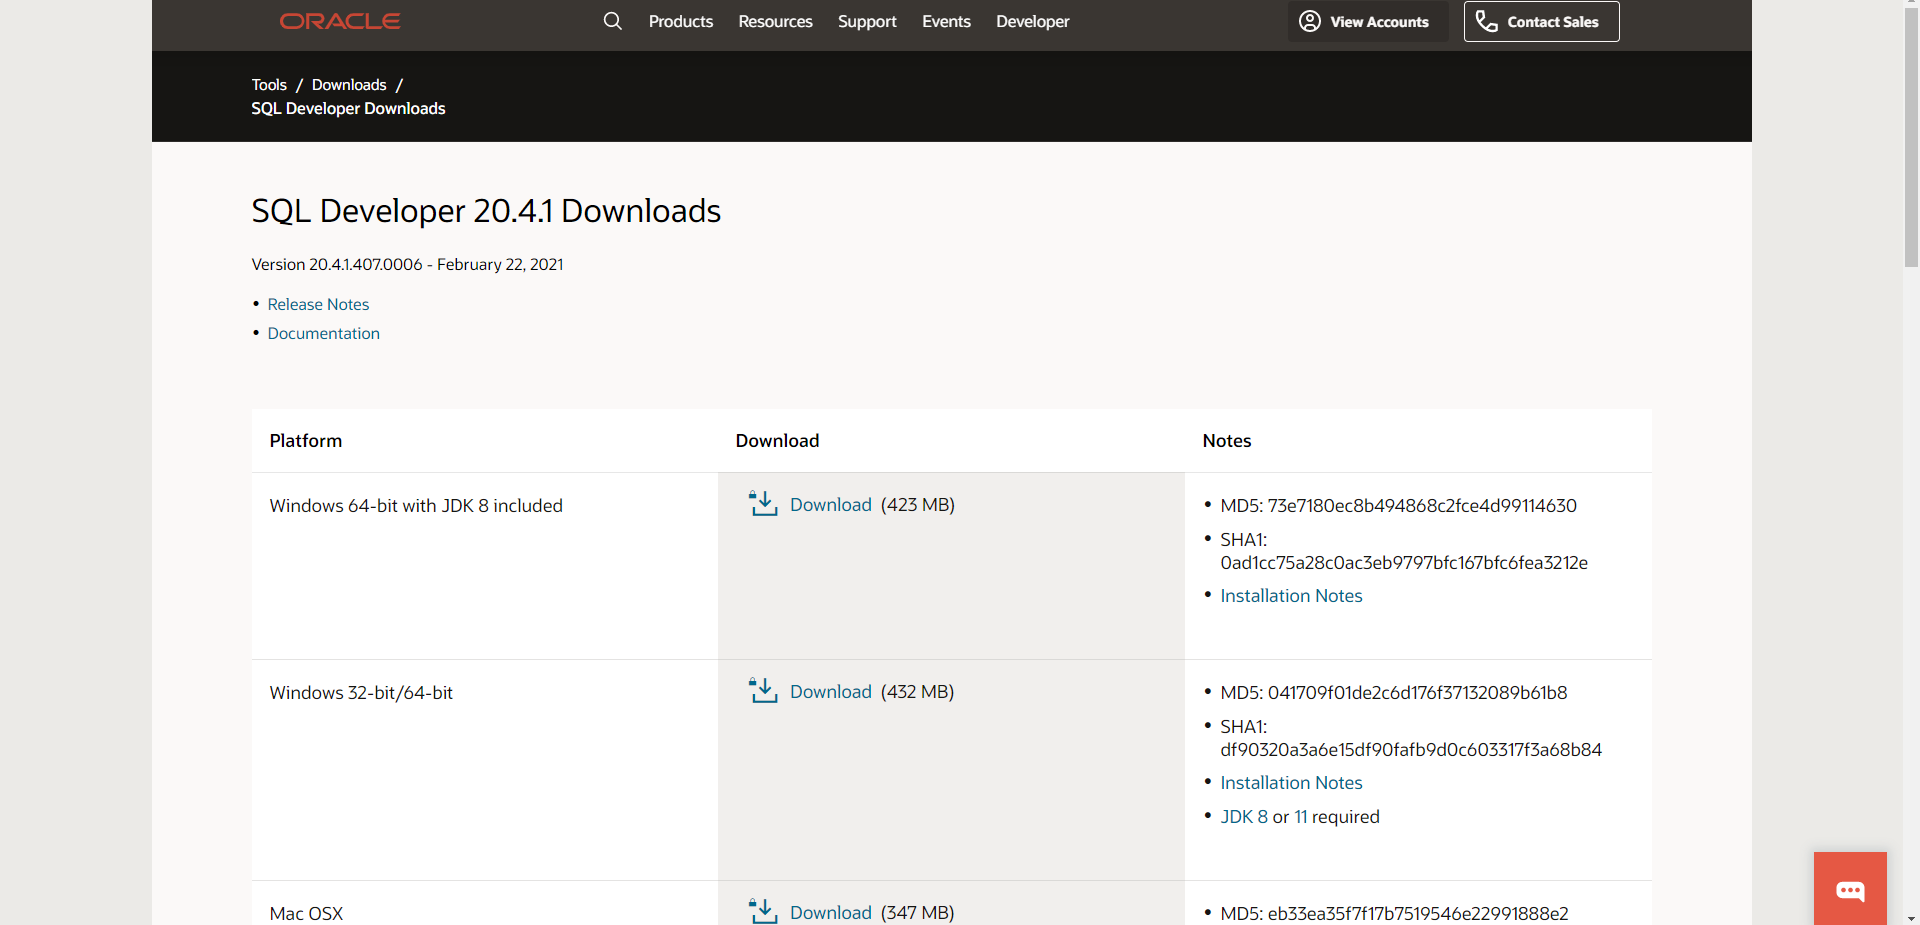 ORACLE
Products Resources Support Events Developer
View Accounts
Contact Sales
Tools / Downloads /
SQL Developer Downloads
SQL Developer 20.4.1 Downloads
Version 20.4.1.407.0006 - February 22, 2021
• Release Notes
• Documentation
Platform Download Notes
Windows 64-bit with JDK 8 included
Download (423 MB)
• MD5: 73e7180ec8b494868c2fce4d99114630
• SHA1:
0ad1cc75a28c0ac3eb9797bfc167bfc6fea3212e
• Installation Notes
Windows 32-bit/64-bit
Download (432 MB)
• MD5: 041709f01de2c6d176f37132089b61b8
• SHA1:
df90320a3a6e15df90fafb9d0c603317f3a68b84
• Installation Notes
• JDK 8 or 11 required
Mac OSX
Download (347 MB)
• MD5: eb33ea35f7f17b7519546e22991888e2